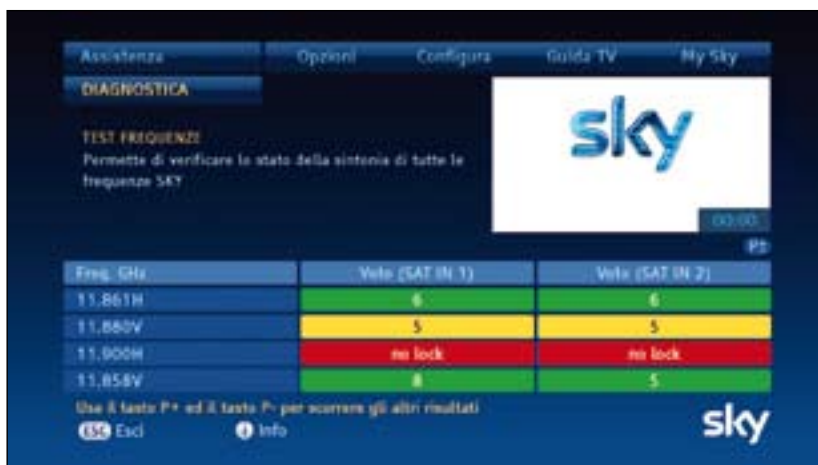 Assistenza Opzioni Configura Guida TV My Sky
DIAGNOSTICA
sky
TEST FREQUENZE
Permette di verificare lo stato della sintonia di tutte le
frequenze SKY
00:00
P±
Freq. GHz Voto (SAT IN 1) Voto (SAT IN 2)
11.861H 6 6
11.880V 5 5
11.900H no lock no lock
11.858V 8 5
Usa il tasto P+ ed il tasto P- per scorrere gli altri risultati
ESC Esci i Info
sky